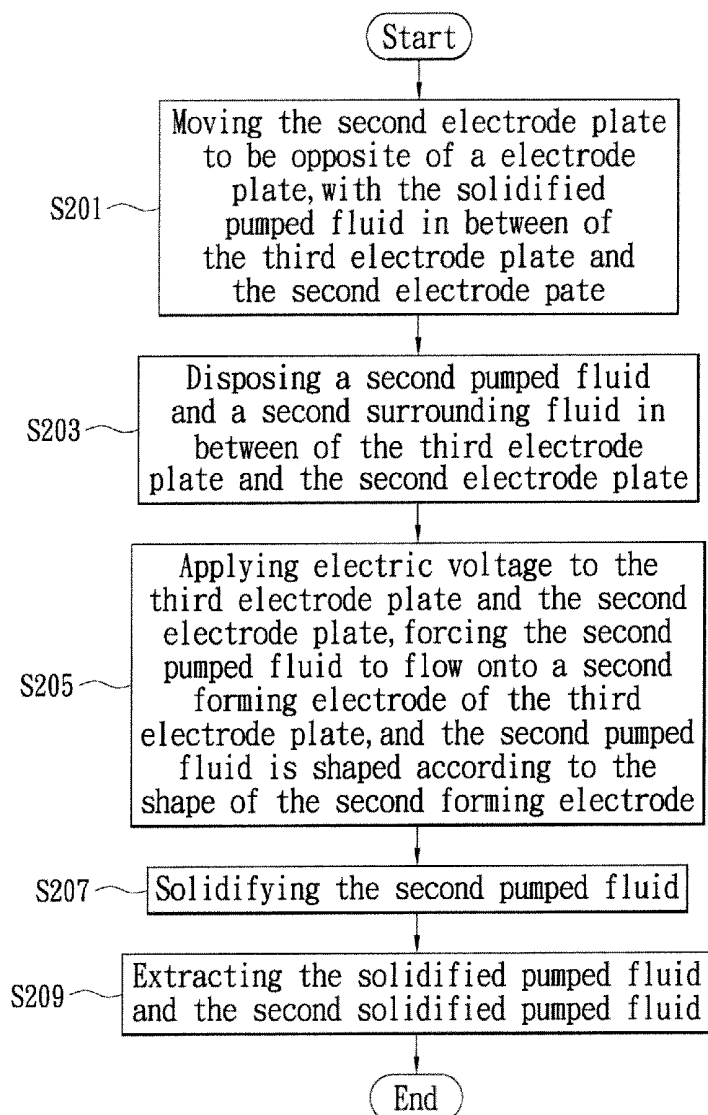 Start
Moving the second electrode plate
to be opposite of a electrode
plate, with the solidified
pumped fluid in between of
the third electrode plate and
the second electrode pate
S201
Disposing a second pumped fluid
and a second surrounding fluid in
between of the third electrode
plate and the second electrode plate
S203
Applying electric voltage to the
third electrode plate and the second
electrode plate, forcing the second
pumped fluid to flow onto a second
forming electrode of the third
electrode plate, and the second pumped
fluid is shaped according to the
shape of the second forming electrode
S205
S207
Solidifying the second pumped fluid
S209
Extracting the solidified pumped fluid
and the second solidified pumped fluid
End